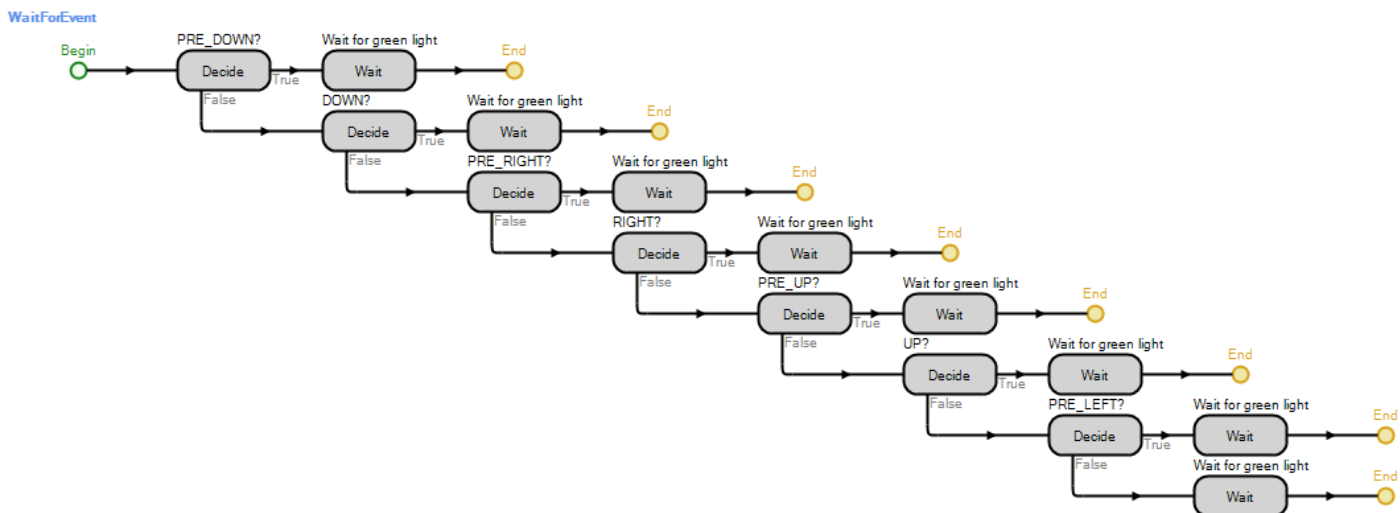 WaitForEvent
Begin
PRE_DOWN?
Decide
True
False
Wait for green light
Wait
End
DOWN?
Decide
True
False
Wait for green light
Wait
End
PRE_RIGHT?
Decide
True
False
Wait for green light
Wait
End
RIGHT?
Decide
True
False
Wait for green light
Wait
End
PRE_UP?
Decide
True
False
Wait for green light
Wait
End
UP?
Decide
True
False
Wait for green light
Wait
End
PRE_LEFT?
Decide
True
False
Wait for green light
Wait
End
Wait for green light
Wait
End